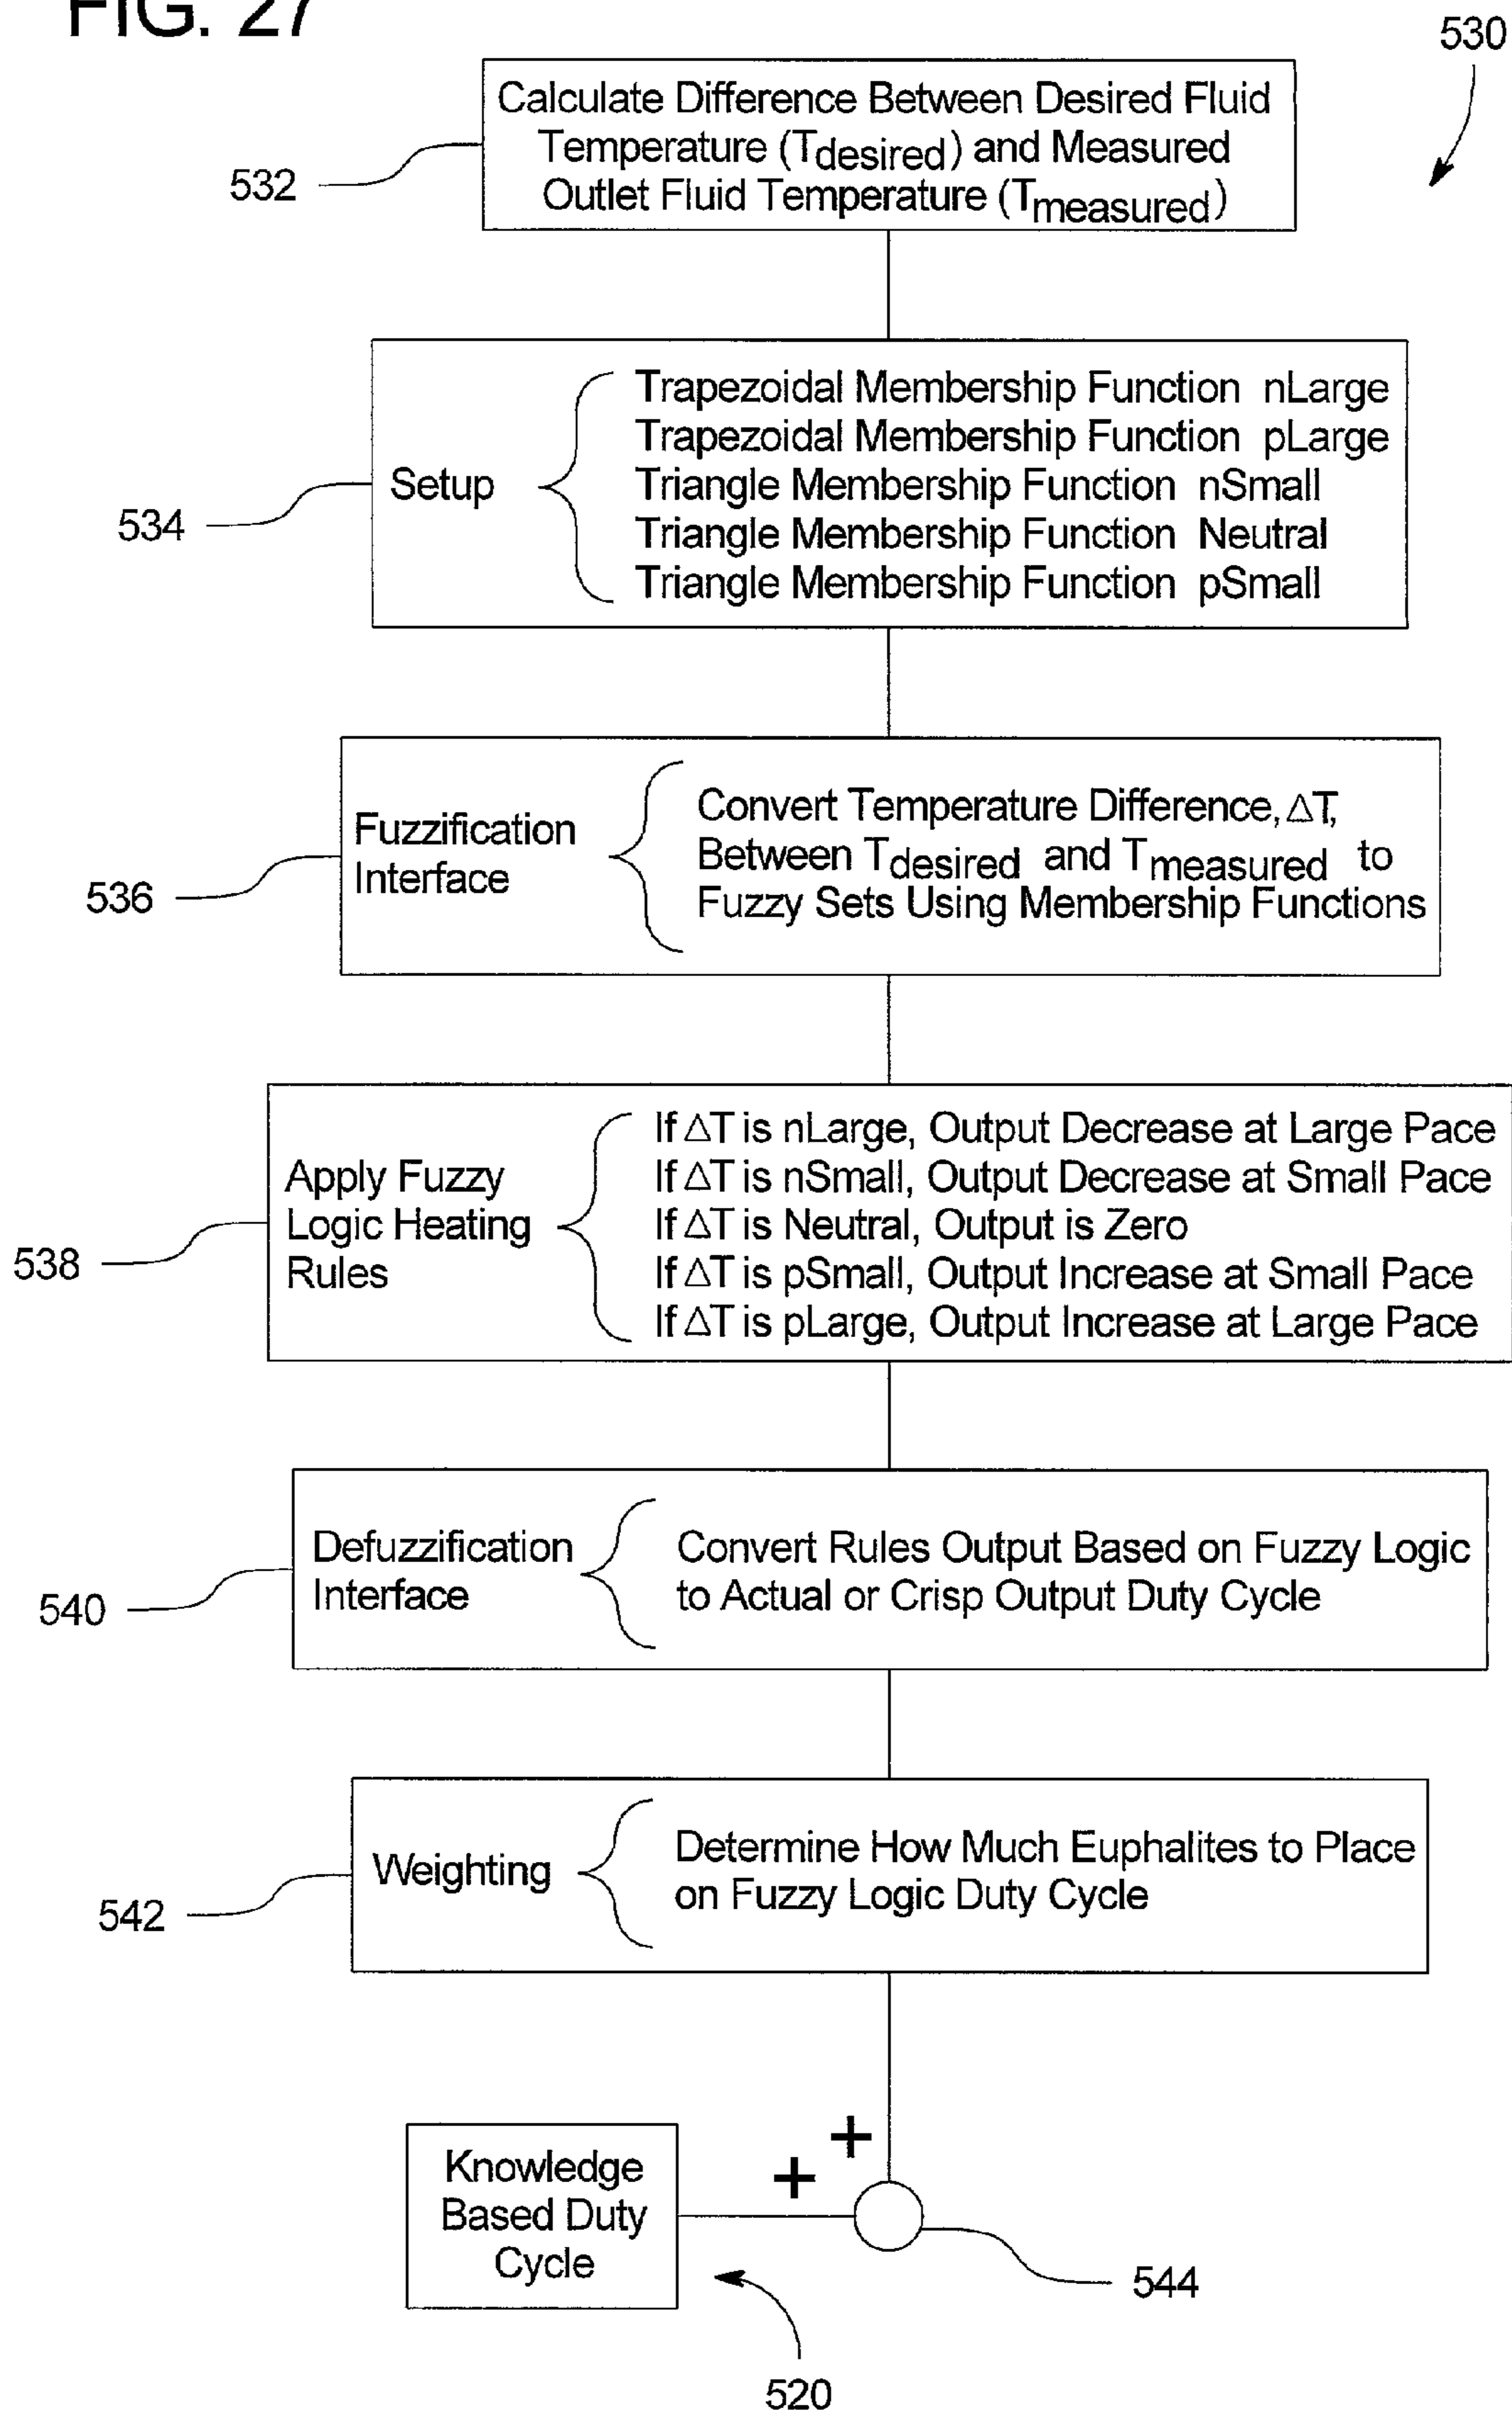 FIG. 27
530
Calculate Difference Between Desired Fluid
Temperature (Tdesired) and Measured
Outlet Fluid Temperature (Tmeasured)
532
Setup
Trapezoidal Membership Function nLarge
Trapezoidal Membership Function pLarge
Triangle Membership Function nSmall
Triangle Membership Function Neutral
Triangle Membership Function pSmall
534
Fuzzification
Interface
Convert Temperature Difference, △T,
Between Tdesired and Tmeasured to
Fuzzy Sets Using Membership Functions
536
Apply Fuzzy
Logic Heating
Rules
If △T is nLarge, Output Decrease at Large Pace
If △T is nSmall, Output Decrease at Small Pace
If △T is Neutral, Output is Zero
If △T is pSmall, Output Increase at Small Pace
If △T is pLarge, Output Increase at Large Pace
538
Defuzzification
Interface
Convert Rules Output Based on Fuzzy Logic
to Actual or Crisp Output Duty Cycle
540
Weighting
Determine How Much Euphalites to Place
on Fuzzy Logic Duty Cycle
542
+
+
Knowledge
Based Duty
Cycle
544
520